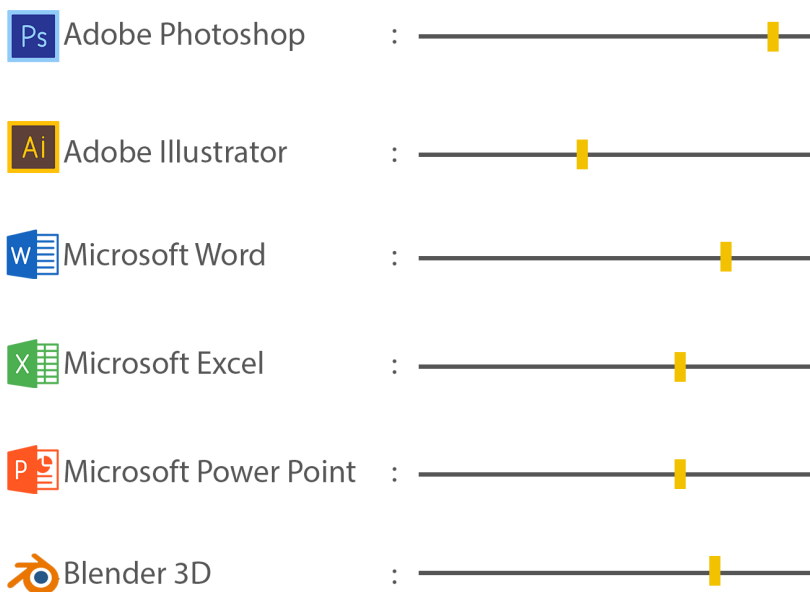 Ps Adobe Photoshop :
Ai Adobe Illustrator :
W Microsoft Word :
X Microsoft Excel :
P Microsoft Power Point :
Blender 3D :